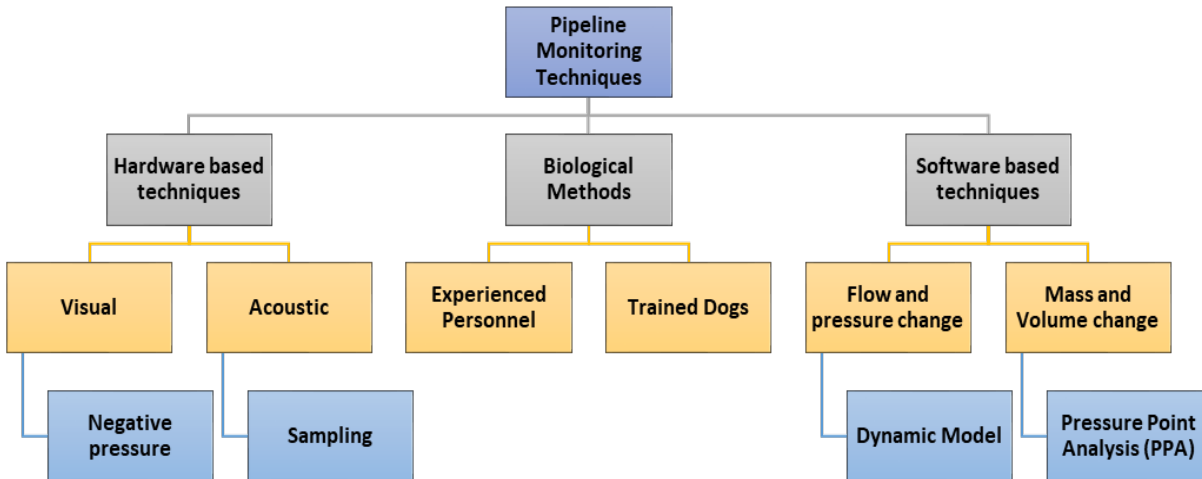 Pipeline
Monitoring
Techniques
Hardware based
techniques
Biological
Methods
Software based
techniques
Visual
Acoustic
Experienced
Personnel
Trained Dogs
Flow and
pressure change
Mass and
Volume change
Negative
pressure
Sampling
Dynamic Model
Pressure Point
Analysis (PPA)